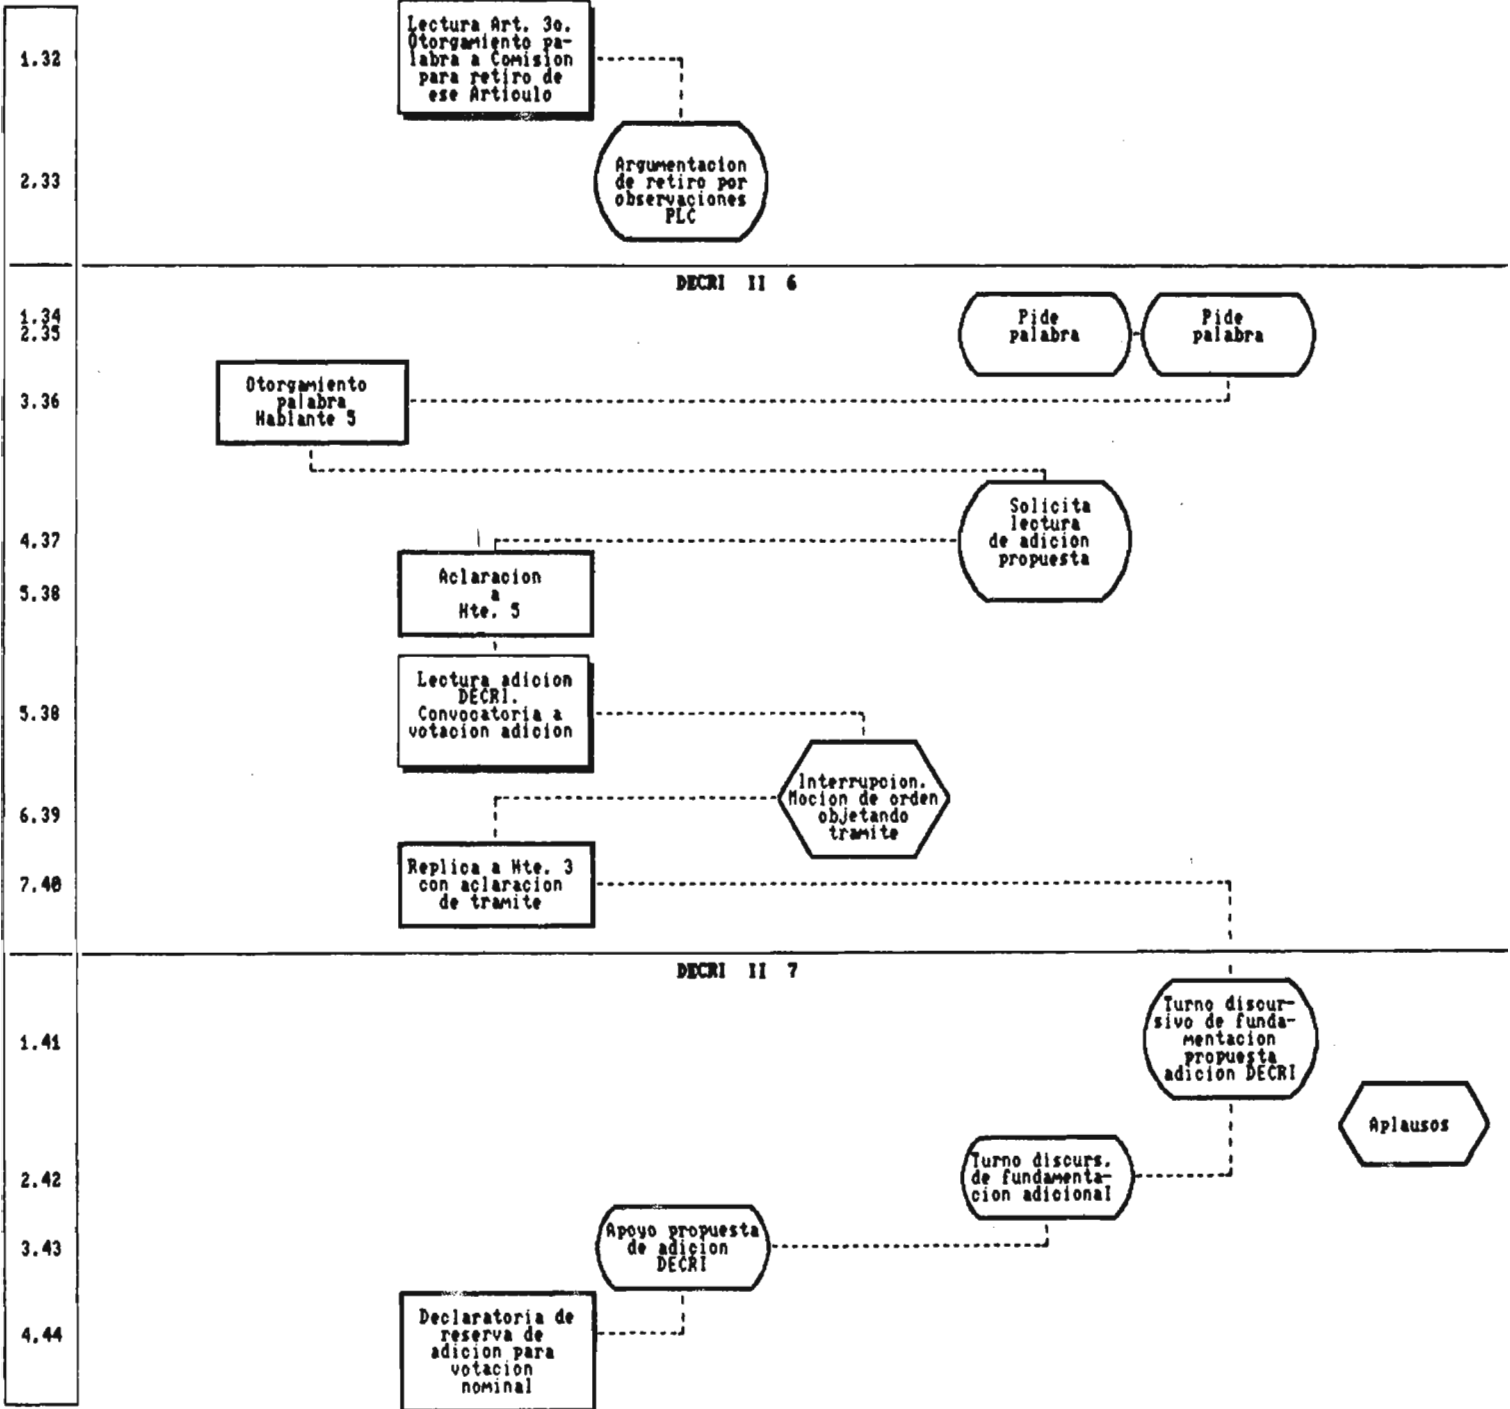 1.32
Lectura Art. 3o.
Otorgamiento pa-
labra a Comision
para retiro de
ese Articulo
2.33
Argumentacion
de retiro por
observaciones
PLC
DECRI II 6
1.34
2.35
Pide
palabra
Pide
palabra
3.36
Otorgamiento
palabra
Hablante 5
4.37
Solicita
lectura
de adicion
propuesta
5.38
Aclaracion
a
Hte. 5
5.38
Lectura adicion
DECRI.
Convocatoria a
votacion adicion
6.39
Interrupcion.
Mocion de orden
objetando
tramite
7.40
Replica a Hte. 3
con aclaracion
de tramite
DECRI II 7
1.41
Turno discur-
sivo de funda-
mentacion
propuesta
adicion DECRI
Aplausos
2.42
Turno discurs.
de fundamenta-
cion adicional
3.43
Apoyo propuesta
de adicion
DECRI
4.44
Declaratoria de
reserva de
adicion para
votacion
nominal